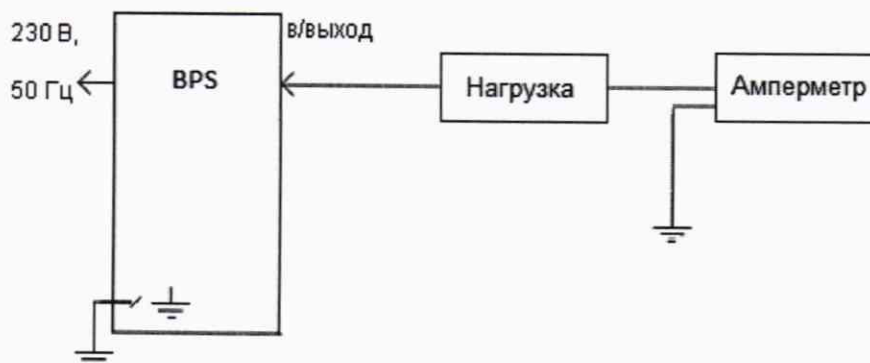 230 В,
в/выход
50 Гц
BPS
Нагрузка
Амперметр